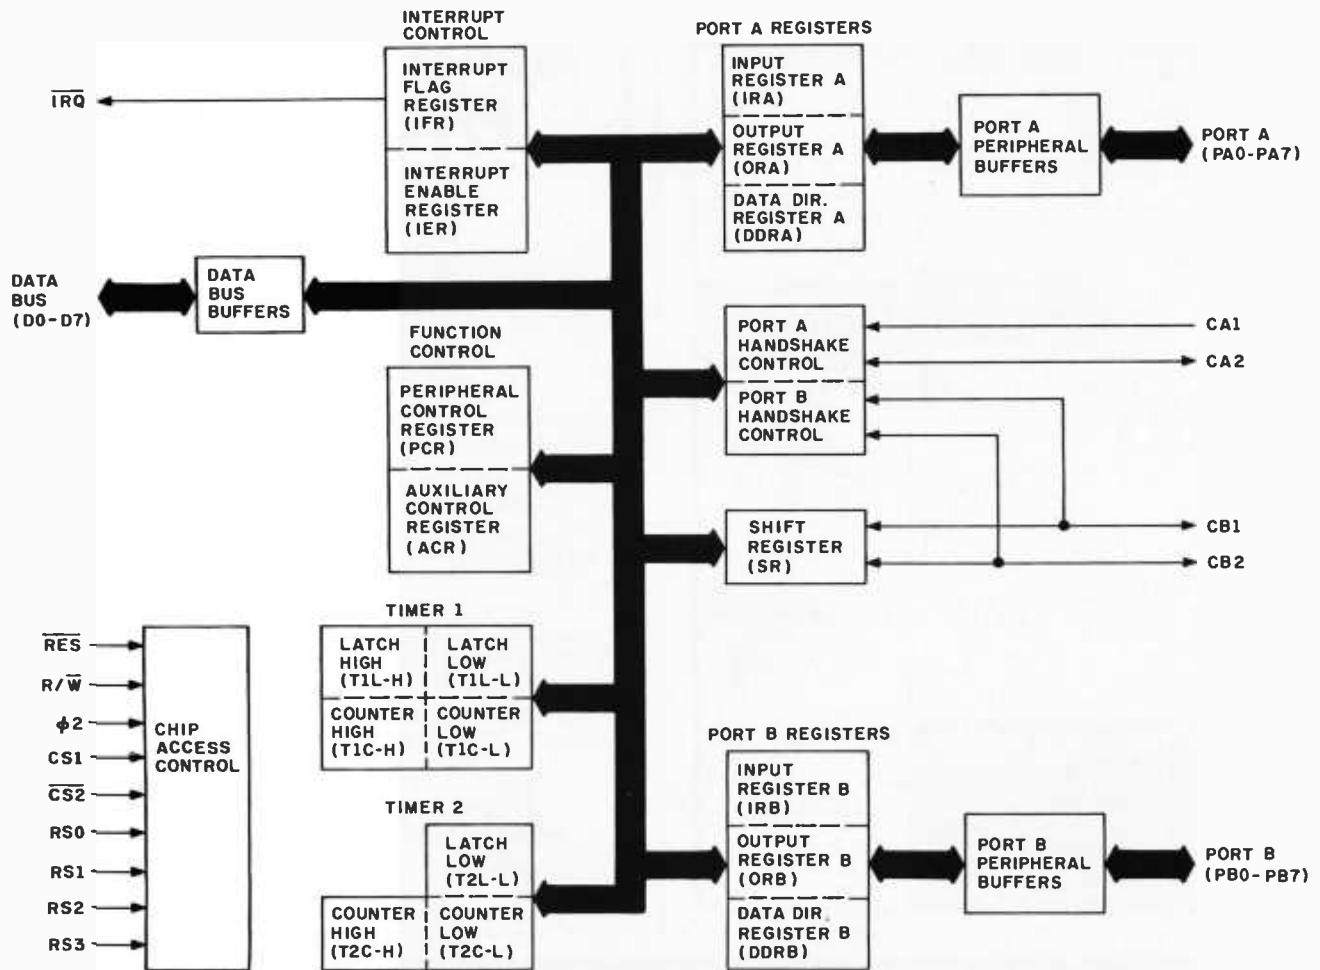 INTERRUPT
CONTROL
INTERRUPT
FLAG
REGISTER
(IFR)
INTERRUPT
ENABLE
REGISTER
(IER)
IRQ
PORT A REGISTERS
INPUT
REGISTER A
(IRA)
OUTPUT
REGISTER A
(ORA)
DATA DIR.
REGISTER A
(DDRA)
PORT A
PERIPHERAL
BUFFERS
PORT A
(PA0-PA7)
DATA
BUS
(D0-D7)
DATA
BUS
BUFFERS
FUNCTION
CONTROL
PERIPHERAL
CONTROL
REGISTER
(PCR)
AUXILIARY
CONTROL
REGISTER
(ACR)
PORT A
HANDSHAKE
CONTROL
PORT B
HANDSHAKE
CONTROL
CA1
CA2
SHIFT
REGISTER
(SR)
CB1
CB2
TIMER 1
LATCH
HIGH
(T1L-H)
LATCH
LOW
(T1L-L)
COUNTER
HIGH
(T1C-H)
COUNTER
LOW
(T1C-L)
RES
R/W
ϕ2
CS1
CS2
RS0
RS1
RS2
RS3
CHIP
ACCESS
CONTROL
TIMER 2
LATCH
LOW
(T2L-L)
COUNTER
HIGH
(T2C-H)
COUNTER
LOW
(T2C-L)
PORT B REGISTERS
INPUT
REGISTER B
(IRB)
OUTPUT
REGISTER B
(ORB)
DATA DIR.
REGISTER B
(DDRB)
PORT B
PERIPHERAL
BUFFERS
PORT B
(PB0-PB7)